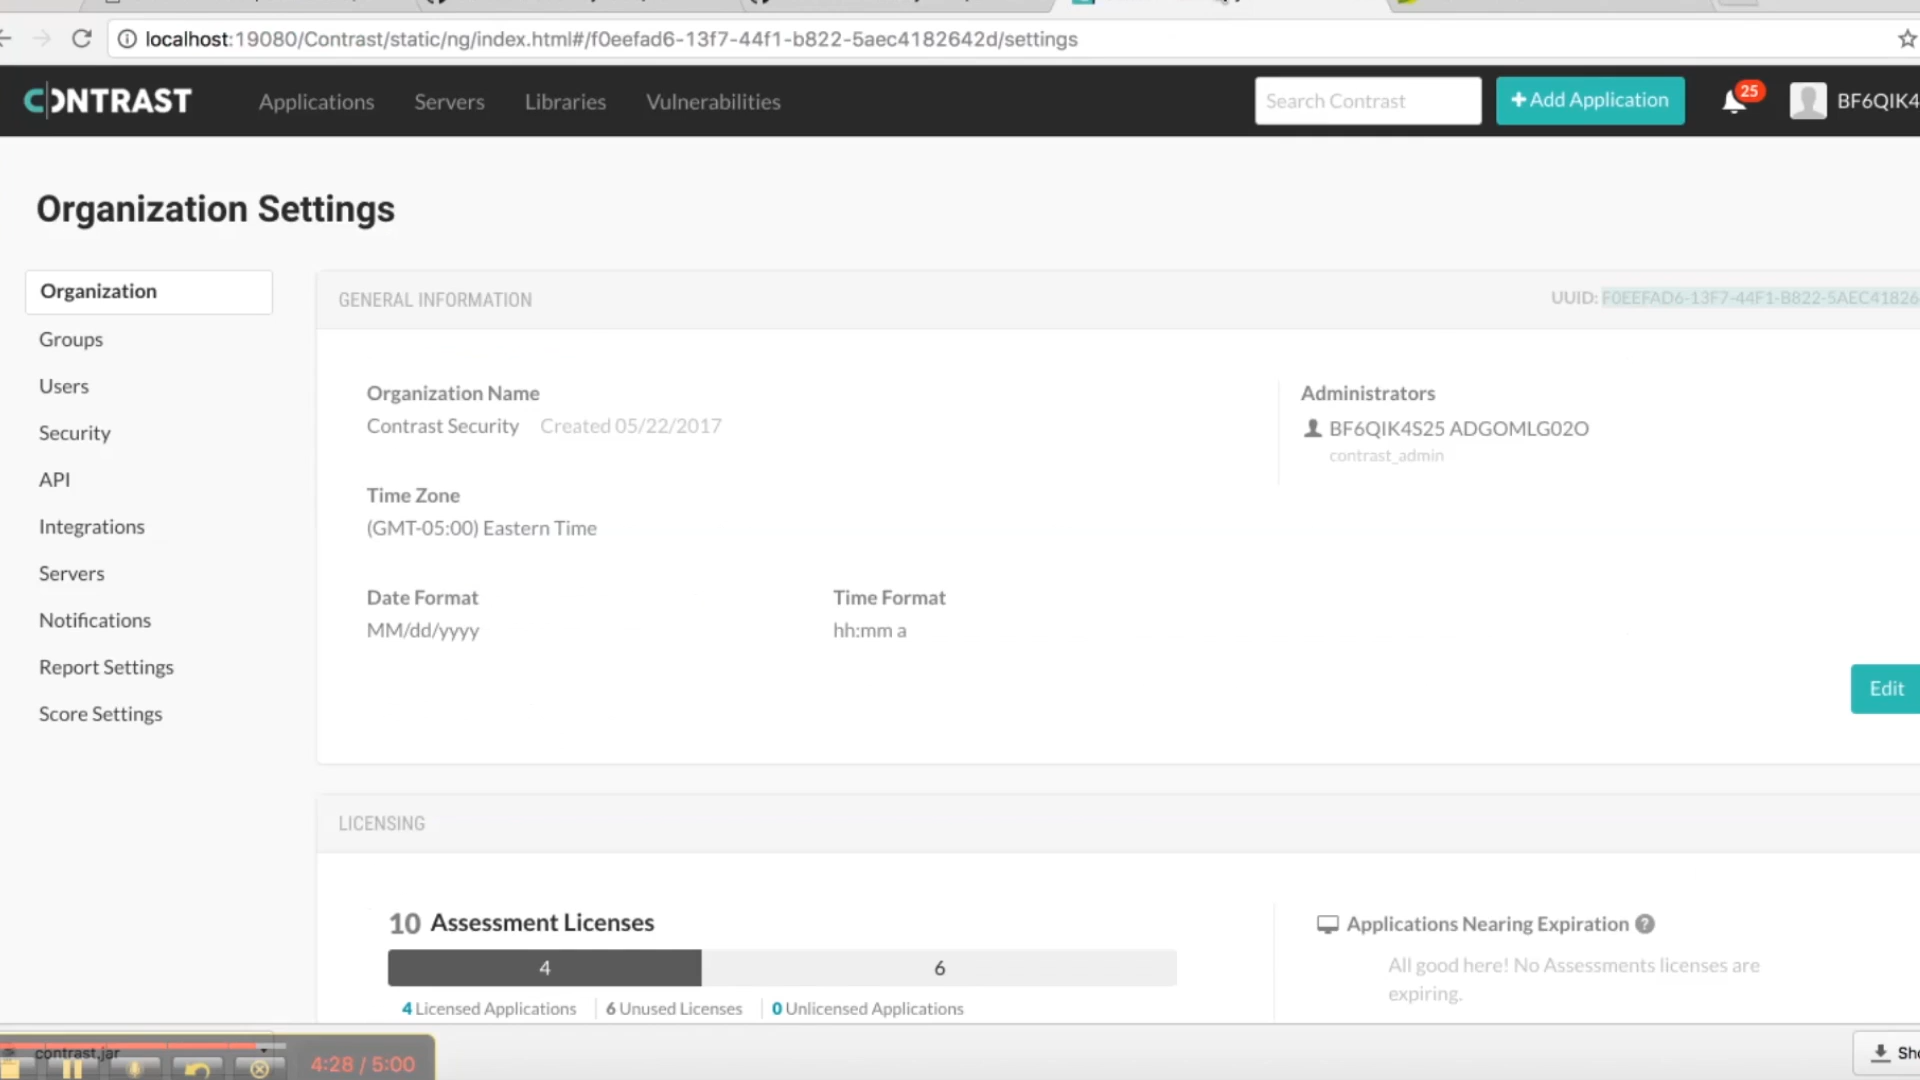 localhost:19080/Contrast/static/ng/index.html#/f0eefad6-13f7-44f1-b822-5aec4182642d/settings
CONTRAST Applications Servers Libraries Vulnerabilities Search Contrast +Add Application 25 BF6QIK4
Organization Settings
Organization
Groups
Users
Security
API
Integrations
Servers
Notifications
Report Settings
Score Settings
GENERAL INFORMATION UUID: F0EEFAD6-13F7-44F1-B822-5AEC41826
Organization Name
Contrast Security Created 05/22/2017
Administrators
BF6QIK4S25 ADGOMLG02O
contrast_admin
Time Zone
(GMT-05:00) Eastern Time
Date Format
MM/dd/yyyy
Time Format
hh:mm a
Edit
LICENSING
10 Assessment Licenses
4 6
4 Licensed Applications 6 Unused Licenses 0 Unlicensed Applications
Applications Nearing Expiration ?
All good here! No Assessments licenses are
expiring.
contrast.jar
4:28 / 5:00
Sho